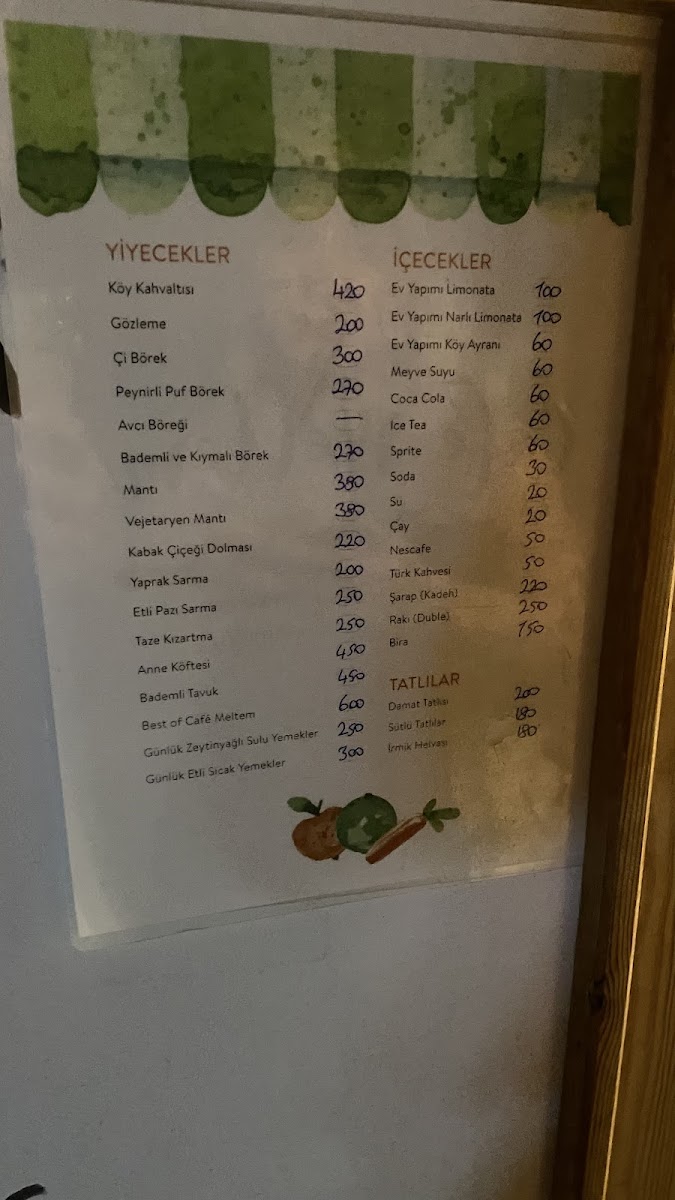 YİYECEKLER
Köy Kahvaltısı 420
Gözleme 200
Çi Börek 300
Peynirli Puf Börek 270
Avcı Böreği —
Bademli ve Kıymalı Börek 270
Mantı 380
Vejetaryen Mantı 380
Kabak Çiçeği Dolması 220
Yaprak Sarma 200
Etli Pazı Sarma 250
Taze Kızartma 250
Anne Köftesi 450
Bademli Tavuk 450
Best of Café Meltem 600
Günlük Zeytinyağlı Sulu Yemekler 250
Günlük Etli Sıcak Yemekler 300
İÇECEKLER
Ev Yapımı Limonata 100
Ev Yapımı Narlı Limonata 100
Ev Yapımı Köy Ayranı 60
Meyve Suyu 60
Coca Cola 60
Ice Tea 60
Sprite 60
Soda 30
Su 20
Çay 20
Nescafe 50
Türk Kahvesi 50
Şarap (Kadeh) 220
Rakı (Duble) 250
Bira 150
TATLILAR
Damat Tatlısı 200
Sütlü Tatlılar 180
İrmik Helvası 180